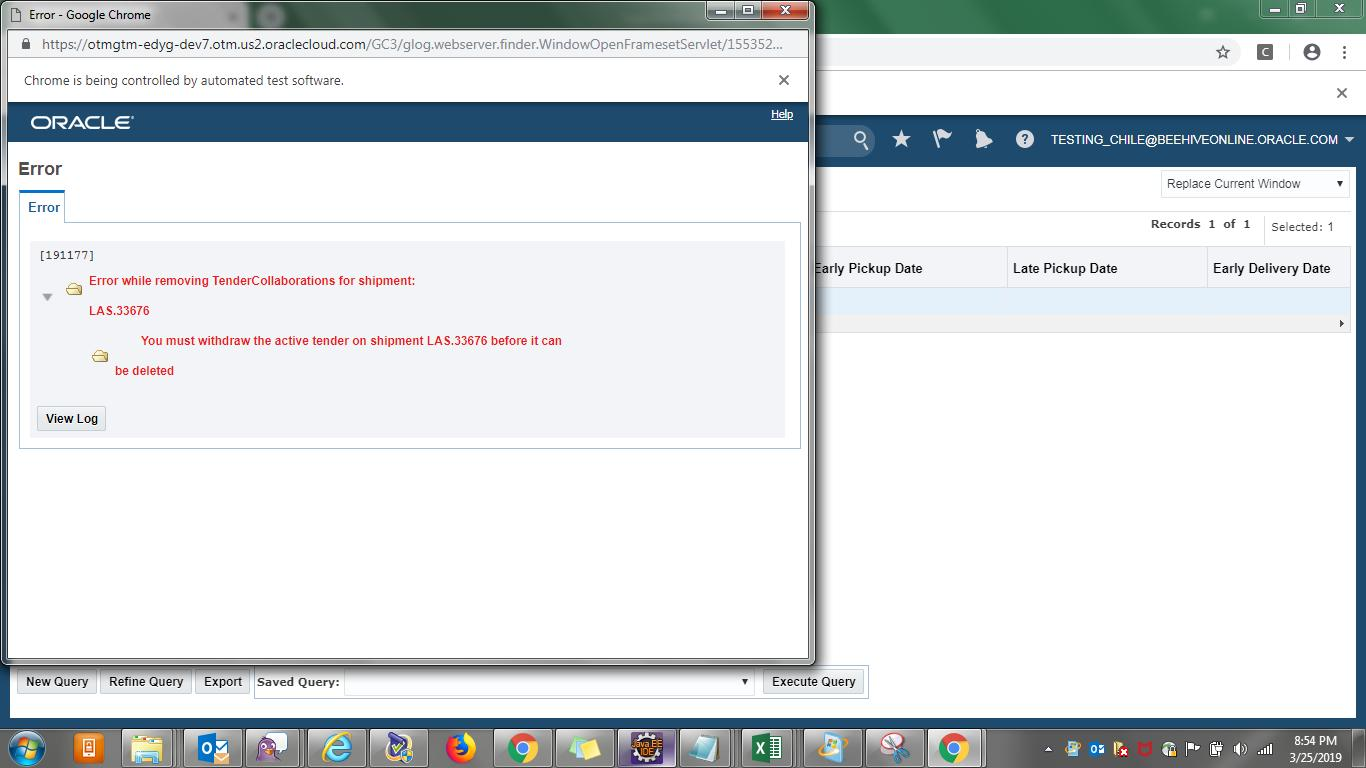 Error - Google Chrome
https://otmgtm-edyg-dev7.otm.us2.oraclecloud.com/GC3/glog.webserver.finder.WindowOpenFramesetServlet/155352...
Chrome is being controlled by automated test software.
ORACLE
Help
Error
Error
[191177]
Error while removing TenderCollaborations for shipment:
LAS.33676
You must withdraw the active tender on shipment LAS.33676 before it can
be deleted
View Log
C
TESTING_CHILE@BEEHIVEONLINE.ORACLE.COM
Replace Current Window
Records 1 of 1
Selected: 1
Early Pickup Date
Late Pickup Date
Early Delivery Date
New Query
Refine Query
Export
Saved Query:
Execute Query
Java EE
IDE
8:54 PM
3/25/2019